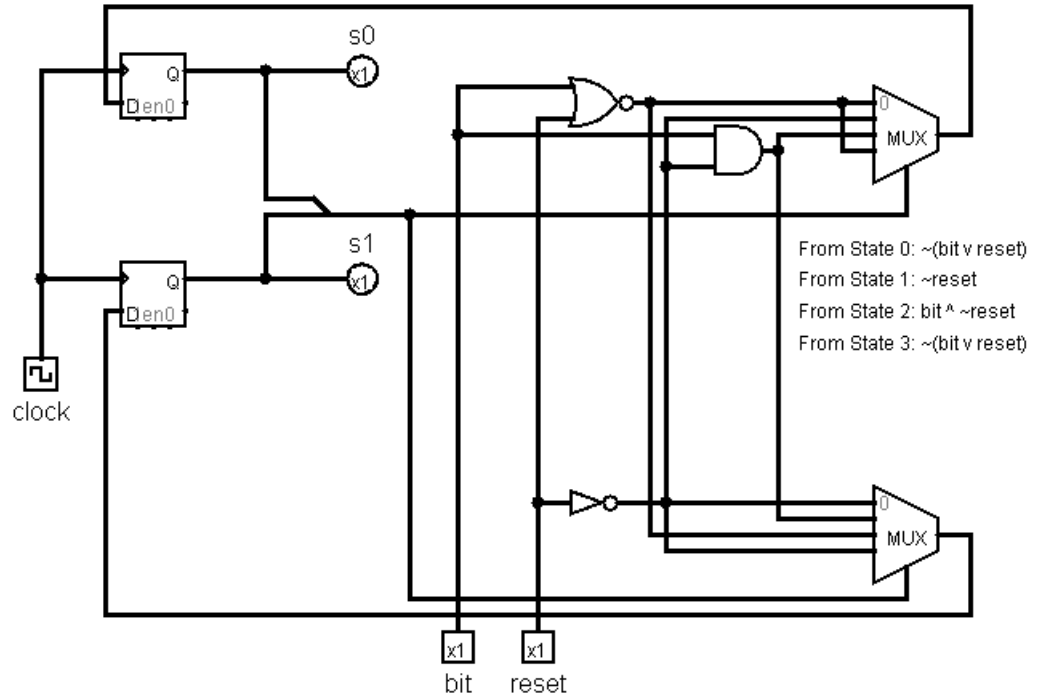 s0
Q
x1
D en0
0
MUX
s1
Q
x1
D en0
From State 0: ~(bit v reset)
From State 1: ~reset
From State 2: bit ^ ~reset
From State 3: ~(bit v reset)
clock
0
MUX
x1
x1
bit
reset